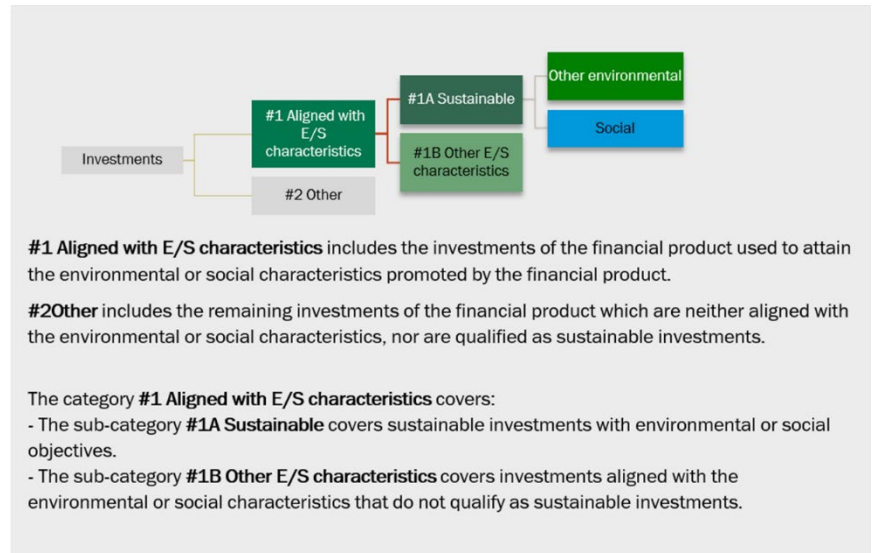 Other environmental
#1A Sustainable
#1 Aligned with
E/S
characteristics
Social
#1B Other E/S
characteristics
Investments
#2 Other
#1 Aligned with E/S characteristics includes the investments of the financial product used to attain
the environmental or social characteristics promoted by the financial product.
#2Other includes the remaining investments of the financial product which are neither aligned with
the environmental or social characteristics, nor are qualified as sustainable investments.
The category #1 Aligned with E/S characteristics covers:
- The sub-category #1A Sustainable covers sustainable investments with environmental or social
objectives.
- The sub-category #1B Other E/S characteristics covers investments aligned with the
environmental or social characteristics that do not qualify as sustainable investments.